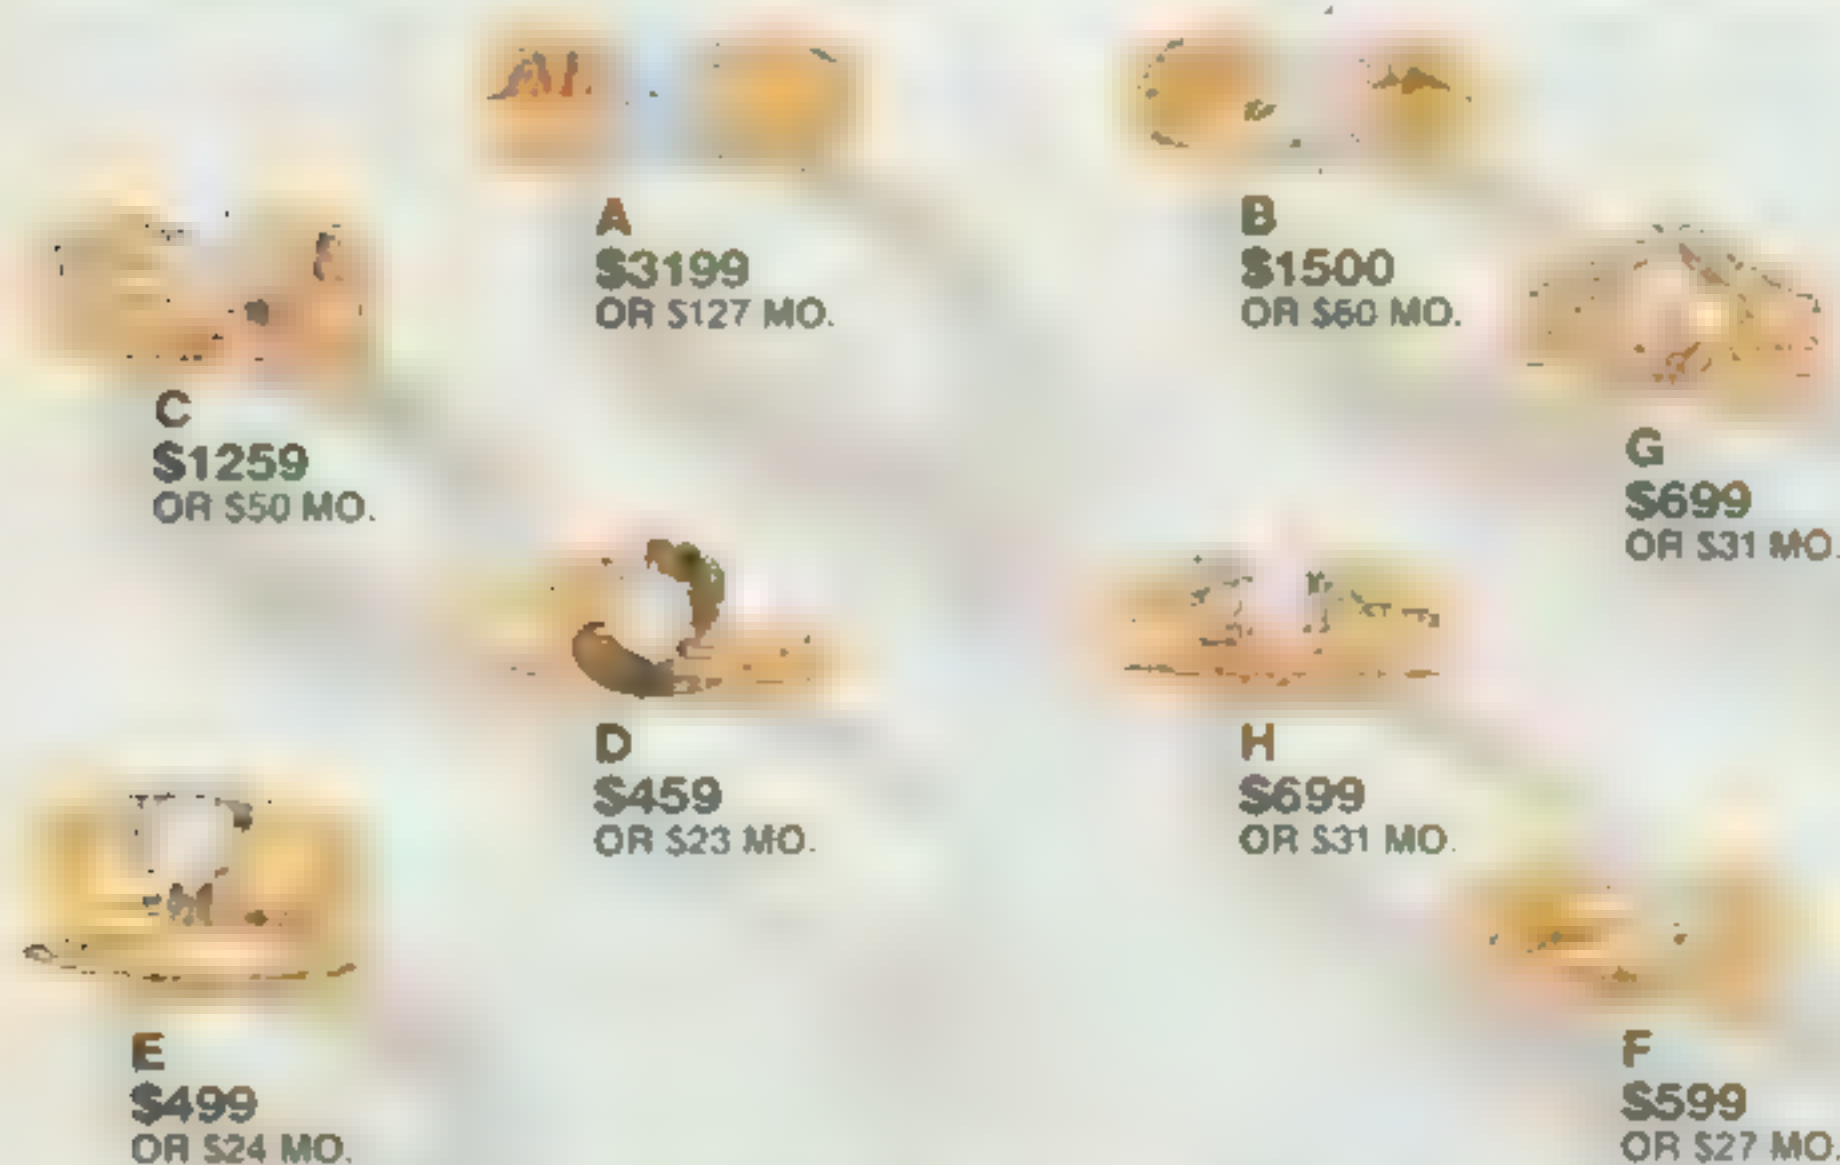 A
$3199
OR $127 MO.
B
$1500
OR $60 MO.
C
$1259
OR $50 MO.
G
$699
OR $31 MO.
D
$459
OR $23 MO.
H
$699
OR $31 MO.
E
$499
OR $24 MO.
F
$599
OR $27 MO.